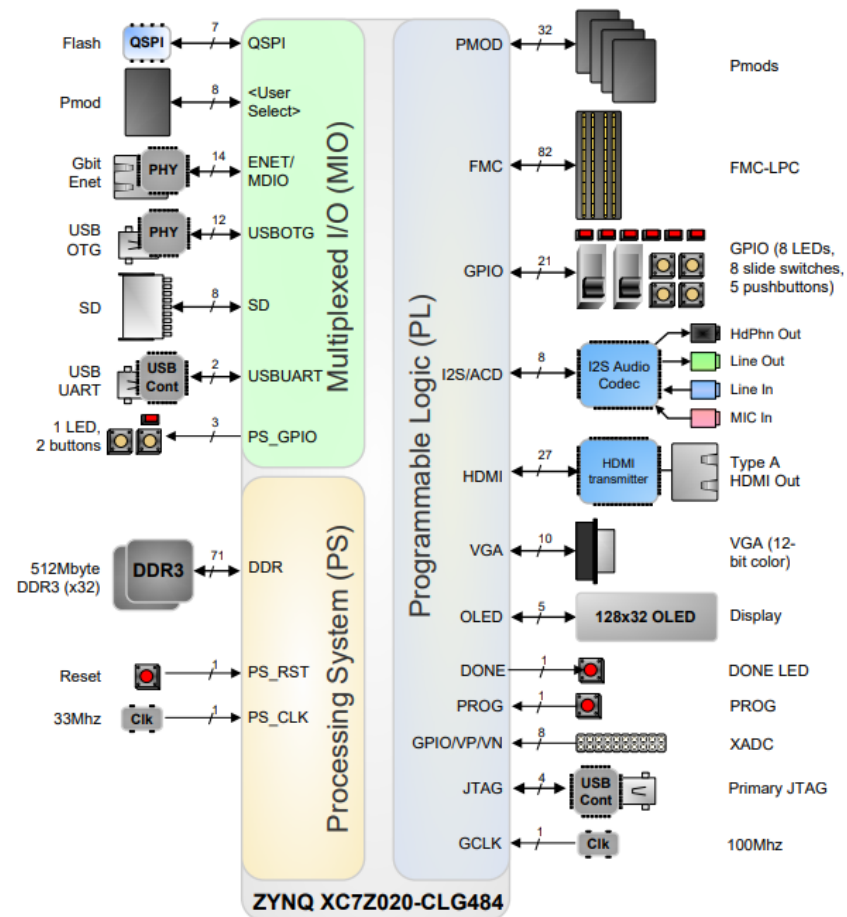 Flash
QSPI
7
QSPI
Pmod
8
<User
Select>
Gbit
Enet
PHY
14
ENET/
MDIO
USB
OTG
PHY
12
USBOTG
SD
8
SD
USB
UART
USB
Cont
2
USBUART
1 LED,
2 buttons
3
PS_GPIO
Multiplexed I/O (MIO)
512Mbyte
DDR3 (x32)
DDR3
71
DDR
Reset
1
PS_RST
33Mhz
Clk
1
PS_CLK
Processing System (PS)
Programmable Logic (PL)
PMOD
32
Pmods
FMC
82
FMC-LPC
GPIO
21
GPIO (8 LEDs,
8 slide switches,
5 pushbuttons)
I2S/ACD
8
I2S Audio
Codec
HdPhn Out
Line Out
Line In
MIC In
HDMI
27
HDMI
transmitter
Type A
HDMI Out
VGA
10
VGA (12-
bit color)
OLED
5
128x32 OLED
Display
DONE
1
DONE LED
PROG
1
PROG
GPIO/VP/VN
8
XADC
JTAG
4
USB
Cont
Primary JTAG
GCLK
1
Clk
100Mhz
ZYNQ XC7Z020-CLG484